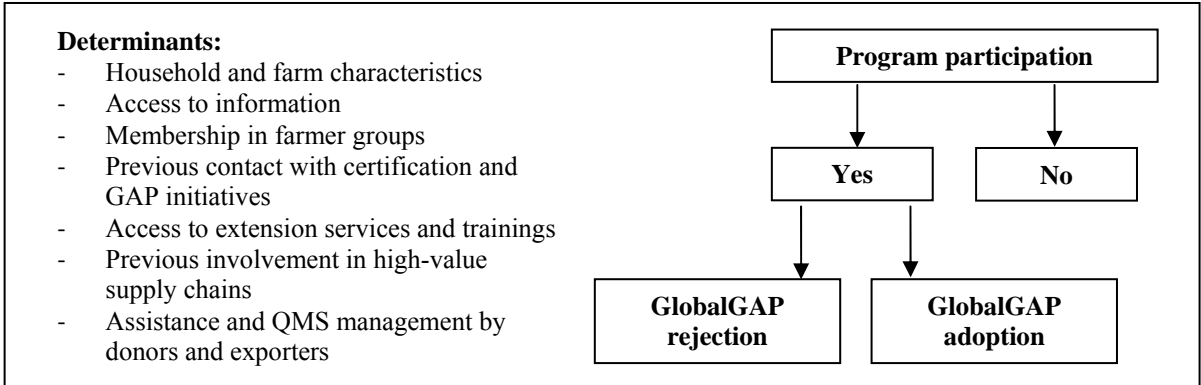 Determinants:
- Household and farm characteristics
- Access to information
- Membership in farmer groups
- Previous contact with certification and
GAP initiatives
- Access to extension services and trainings
- Previous involvement in high-value
supply chains
- Assistance and QMS management by
donors and exporters
Program participation
Yes
No
GlobalGAP
rejection
GlobalGAP
adoption